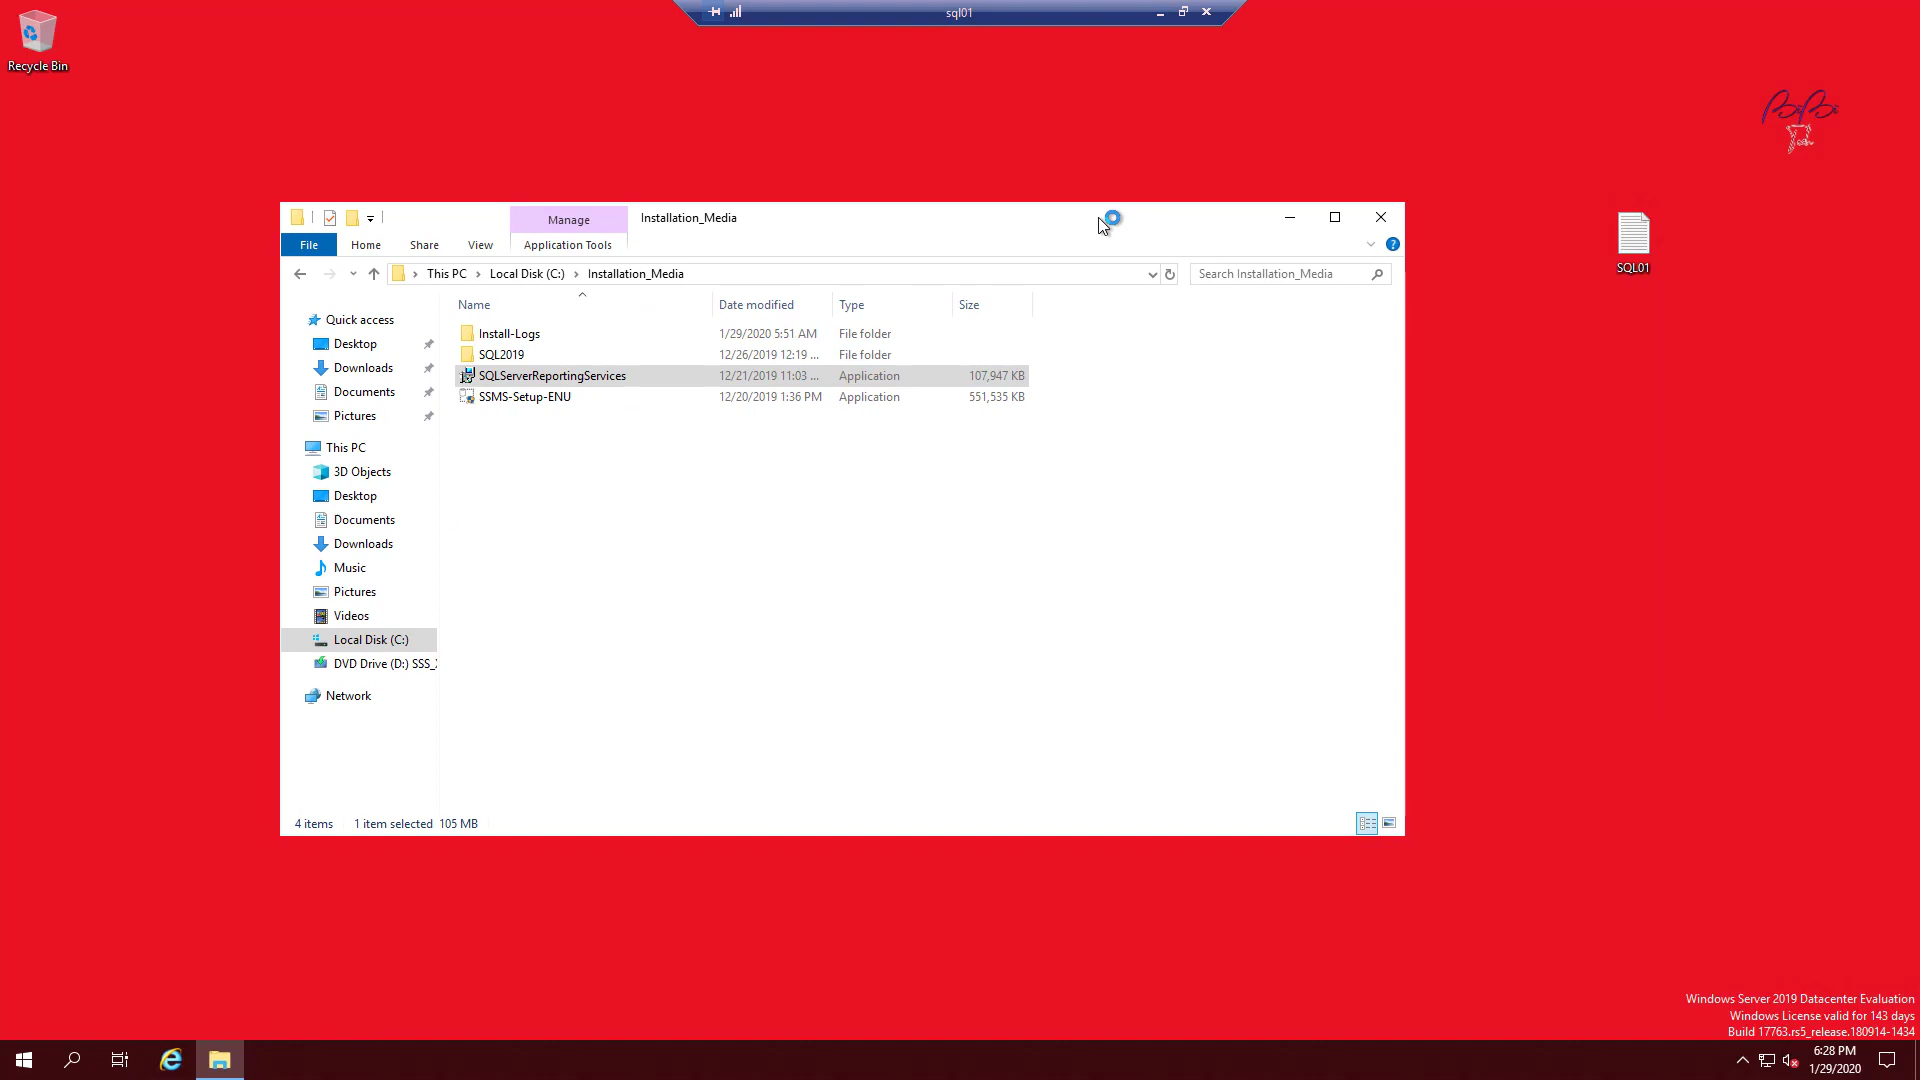 sql01
Recycle Bin
BiBi
SQL01
Manage
Installation_Media
File
Home
Share
View
Application Tools
This PC
Local Disk (C:)
Installation_Media
Search Installation_Media
Name
Date modified
Type
Size
Install-Logs
1/29/2020 5:51 AM
File folder
SQL2019
12/26/2019 12:19 ...
File folder
SQLServerReportingServices
12/21/2019 11:03 ...
Application
107,947 KB
SSMS-Setup-ENU
12/20/2019 1:36 PM
Application
551,535 KB
Quick access
Desktop
Downloads
Documents
Pictures
This PC
3D Objects
Desktop
Documents
Downloads
Music
Pictures
Videos
Local Disk (C:)
DVD Drive (D:) SSS_
Network
4 items
1 item selected 105 MB
Windows Server 2019 Datacenter Evaluation
Windows License valid for 143 days
Build 17763.rs5_release.180914-1434
6:28 PM
1/29/2020